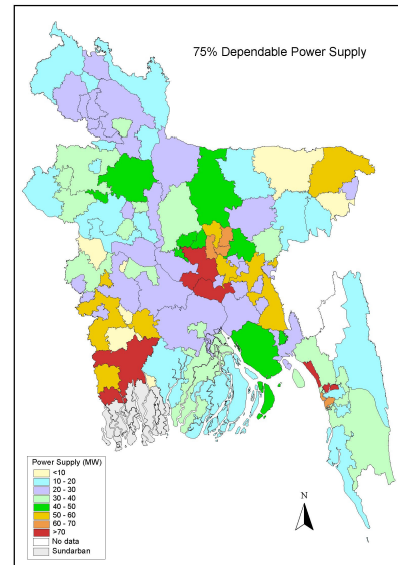 75% Dependable Power Supply
Power Supply (MW)
<10
10 - 20
20 - 30
30 - 40
40 - 50
50 - 60
60 - 70
>70
No data
Sundarban
N